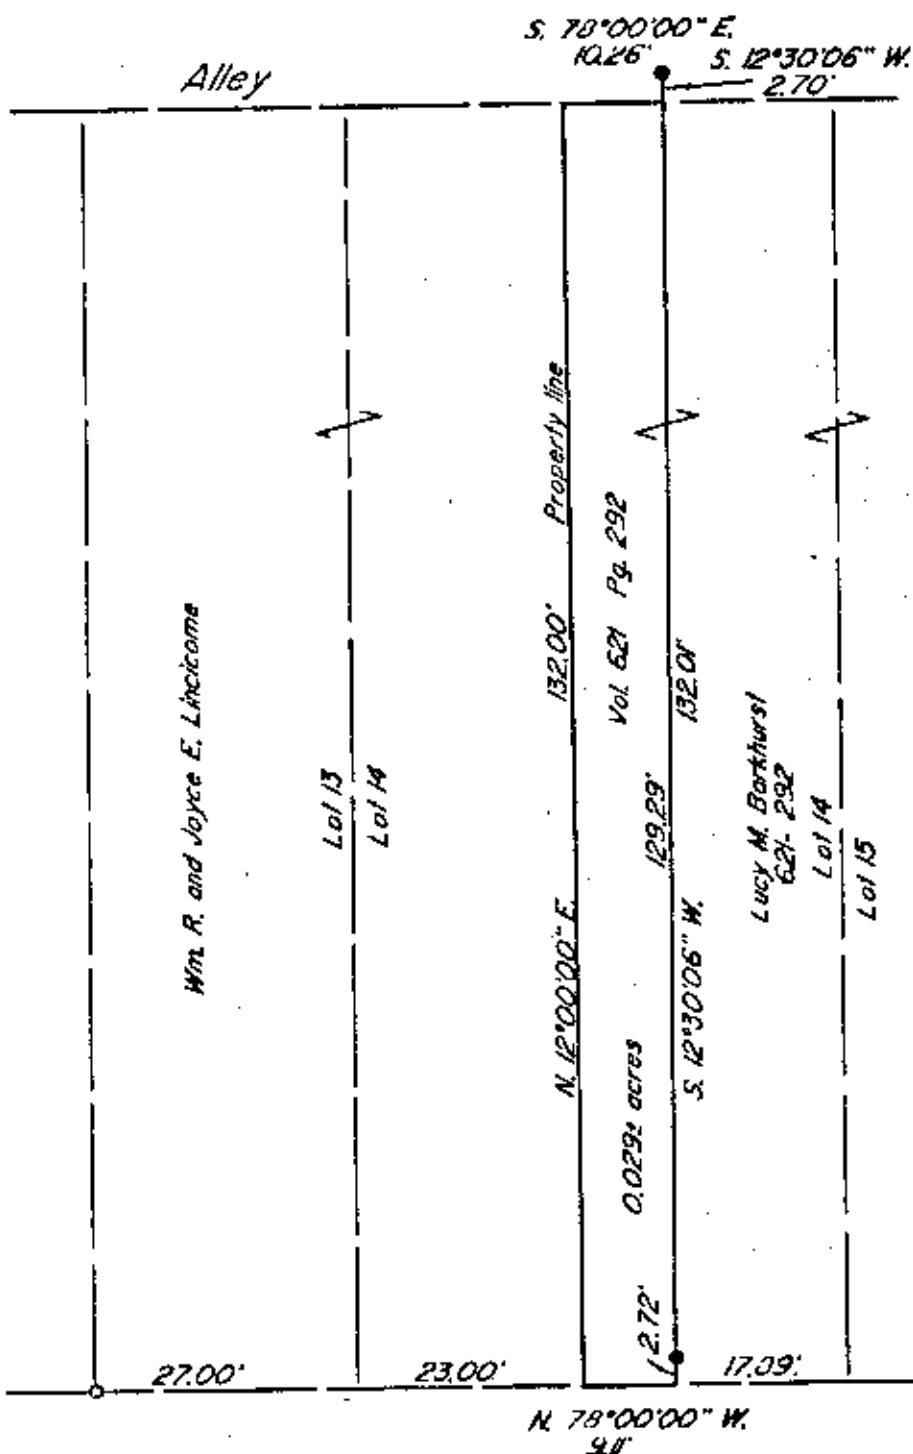 S. 78°00'00" E.
10.26'
S. 12°30'06" W.
2.70'
Alley
Property line
132.00'
N. 12°00'00" E.
Vol. 621 Pg. 292
132.01'
129.29'
S. 12°30'06" W.
0.029± acres
2.72'
Wm. R. and Joyce E. Lincicome
Lot 13
Lot 14
Lucy M. Barkhurst
621- 292
Lot 14
Lot 15
27.00'
23.00'
17.89'
N. 78°00'00" W.
9.11'